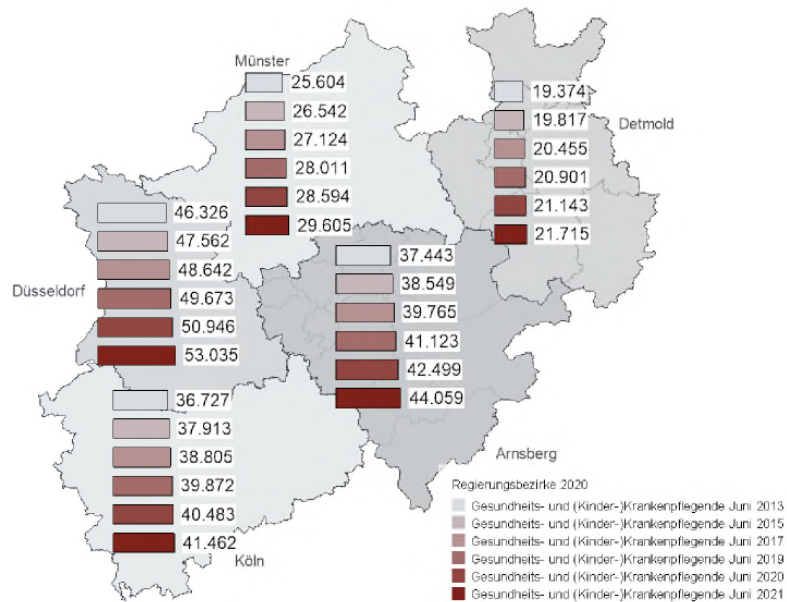 Münster
25.604
26.542
27.124
28.011
28.594
29.605
19.374
19.817
20.455
20.901
21.143
21.715
Detmold
46.326
47.562
48.642
49.673
50.946
53.035
Düsseldorf
37.443
38.549
39.765
41.123
42.499
44.059
Arnsberg
36.727
37.913
38.805
39.872
40.483
41.462
Köln
Regierungsbezirke 2020
Gesundheits- und (Kinder-)Krankenpflegende Juni 2013
Gesundheits- und (Kinder-)Krankenpflegende Juni 2015
Gesundheits- und (Kinder-)Krankenpflegende Juni 2017
Gesundheits- und (Kinder-)Krankenpflegende Juni 2019
Gesundheits- und (Kinder-)Krankenpflegende Juni 2020
Gesundheits- und (Kinder-)Krankenpflegende Juni 2021